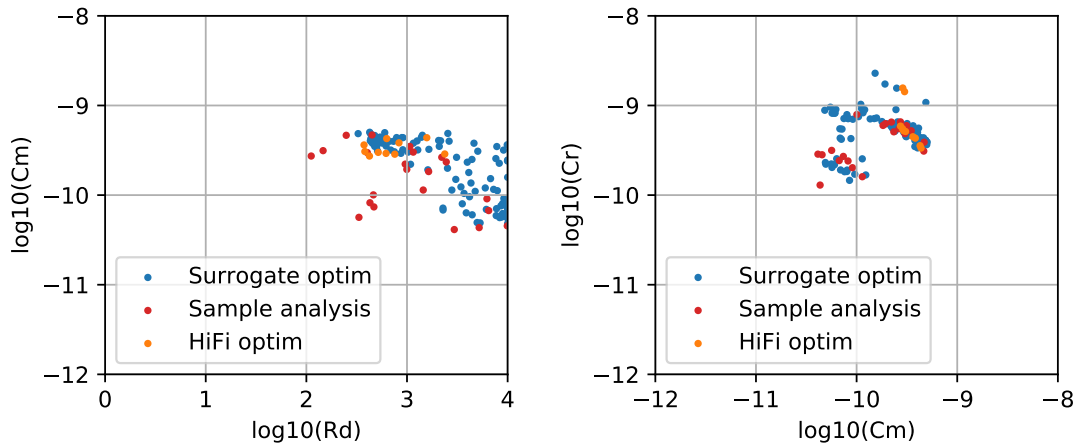 −8
−9
−10
−11
−12
log10(Cm)
Surrogate optim
Sample analysis
HiFi optim
0 1 2 3 4
log10(Rd)
−8
−9
−10
−11
−12
log10(Cr)
Surrogate optim
Sample analysis
HiFi optim
−12 −11 −10 −9 −8
log10(Cm)